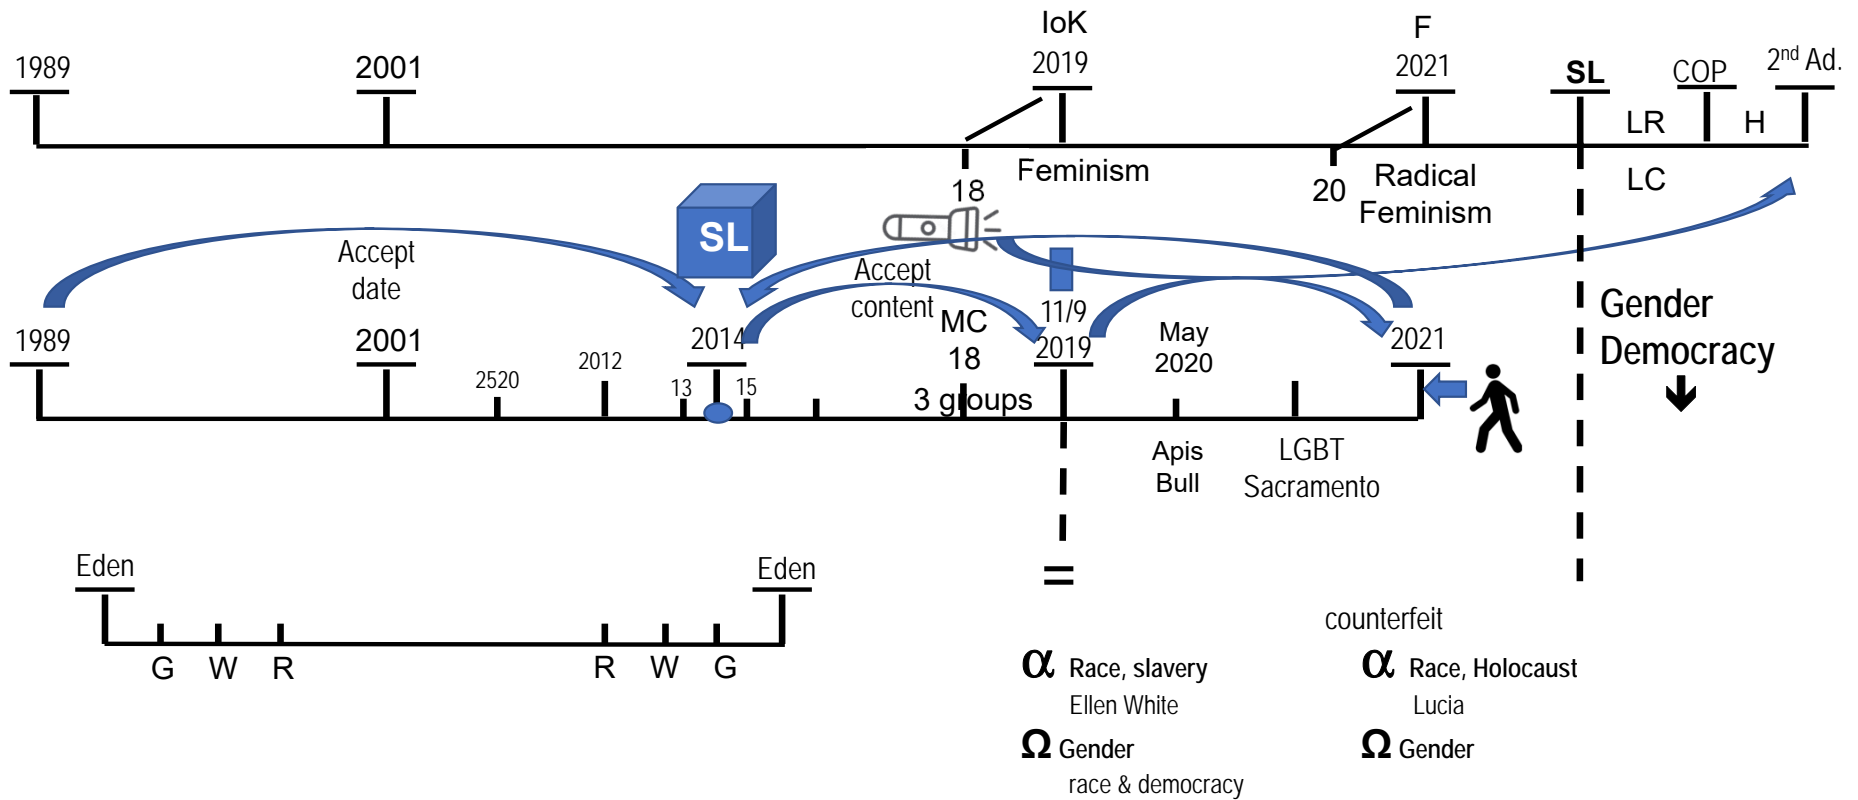 IoK
F
1989
2001
2019
2021
SL
COP
2nd Ad.
LR
H
18
Feminism
20
Radical
Feminism
LC
SL
Accept
date
Accept
content
MC
18
3 groups
11/9
1989
2001
2520
2012
13
2014
15
2019
May
2020
2021
Gender
Democracy
Apis
Bull
LGBT
Sacramento
Eden
Eden
G W R R W G
=
counterfeit
α Race, slavery
Ellen White
Ω Gender
race & democracy
α Race, Holocaust
Lucia
Ω Gender